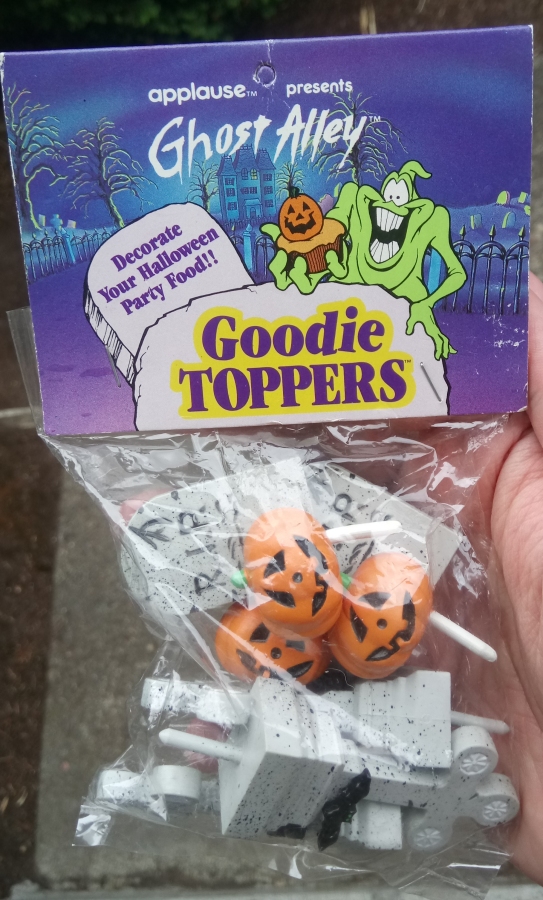 applause™ presents
Ghost Alley™
Decorate
Your Halloween
Party Food!!
Goodie
TOPPERS™
R.I.P.